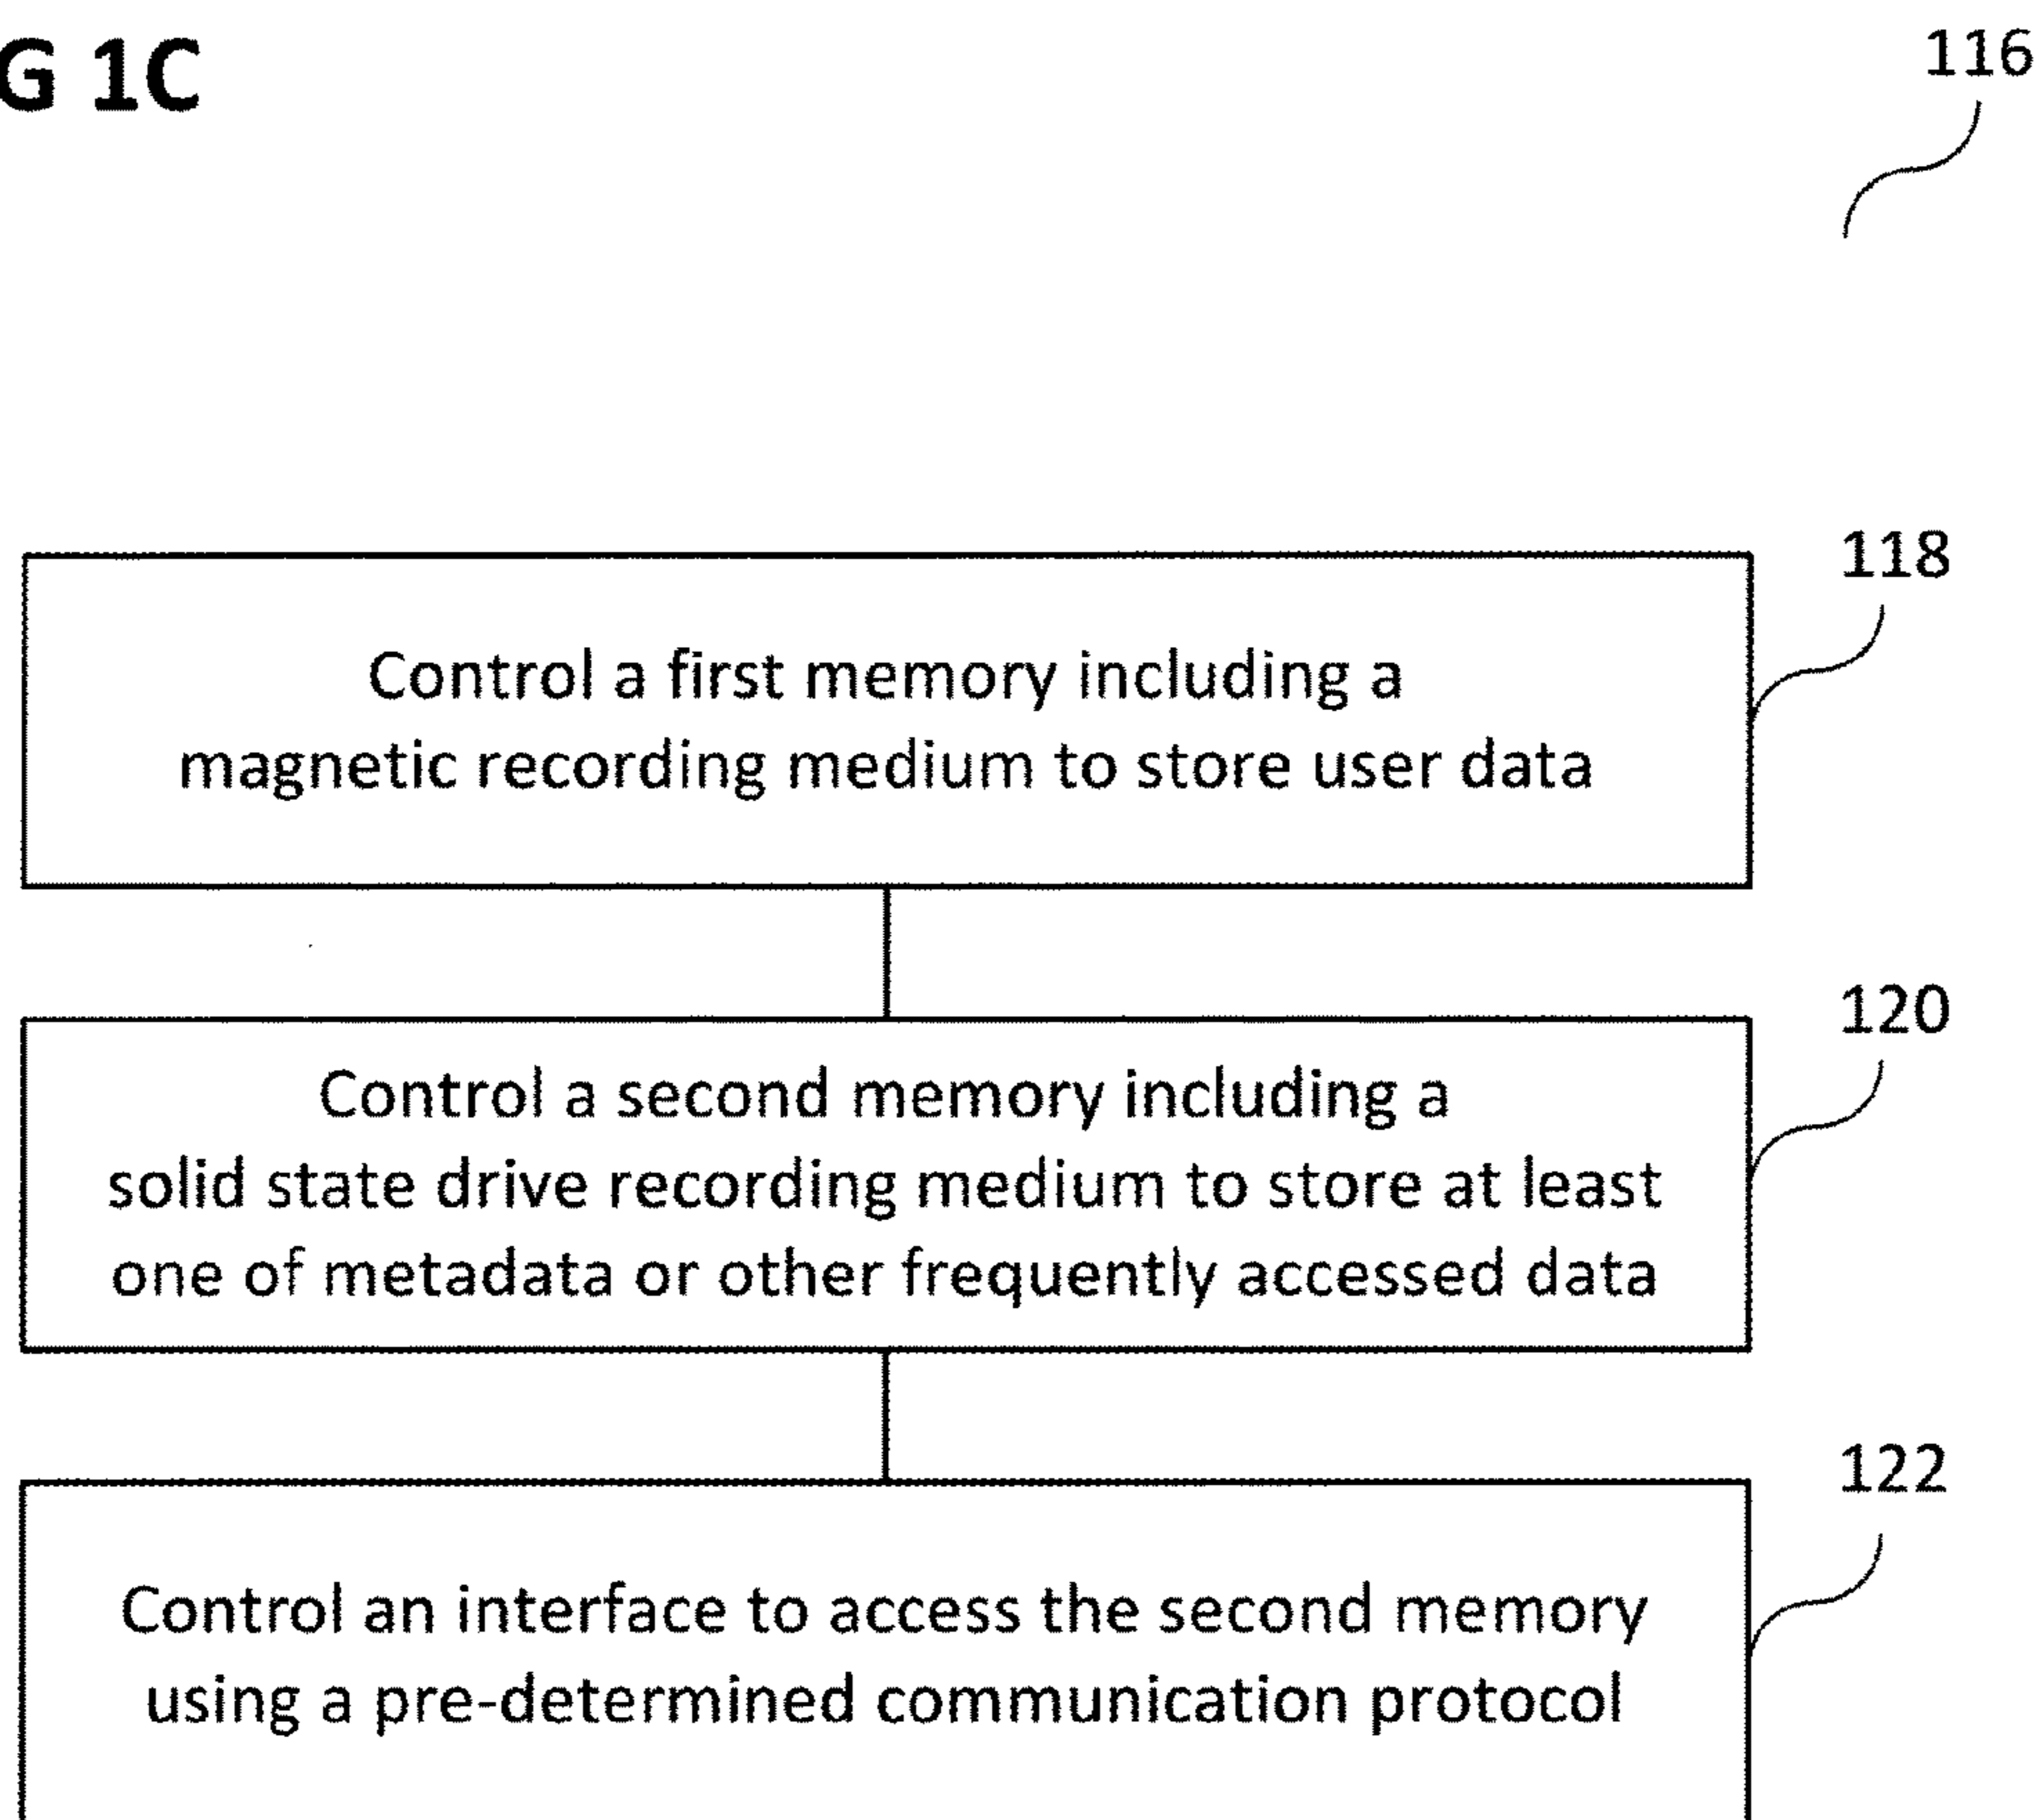 G 1C
116
118
Control a first memory including a
magnetic recording medium to store user data
120
Control a second memory including a
solid state drive recording medium to store at least
one of metadata or other frequently accessed data
122
Control an interface to access the second memory
using a pre-determined communication protocol